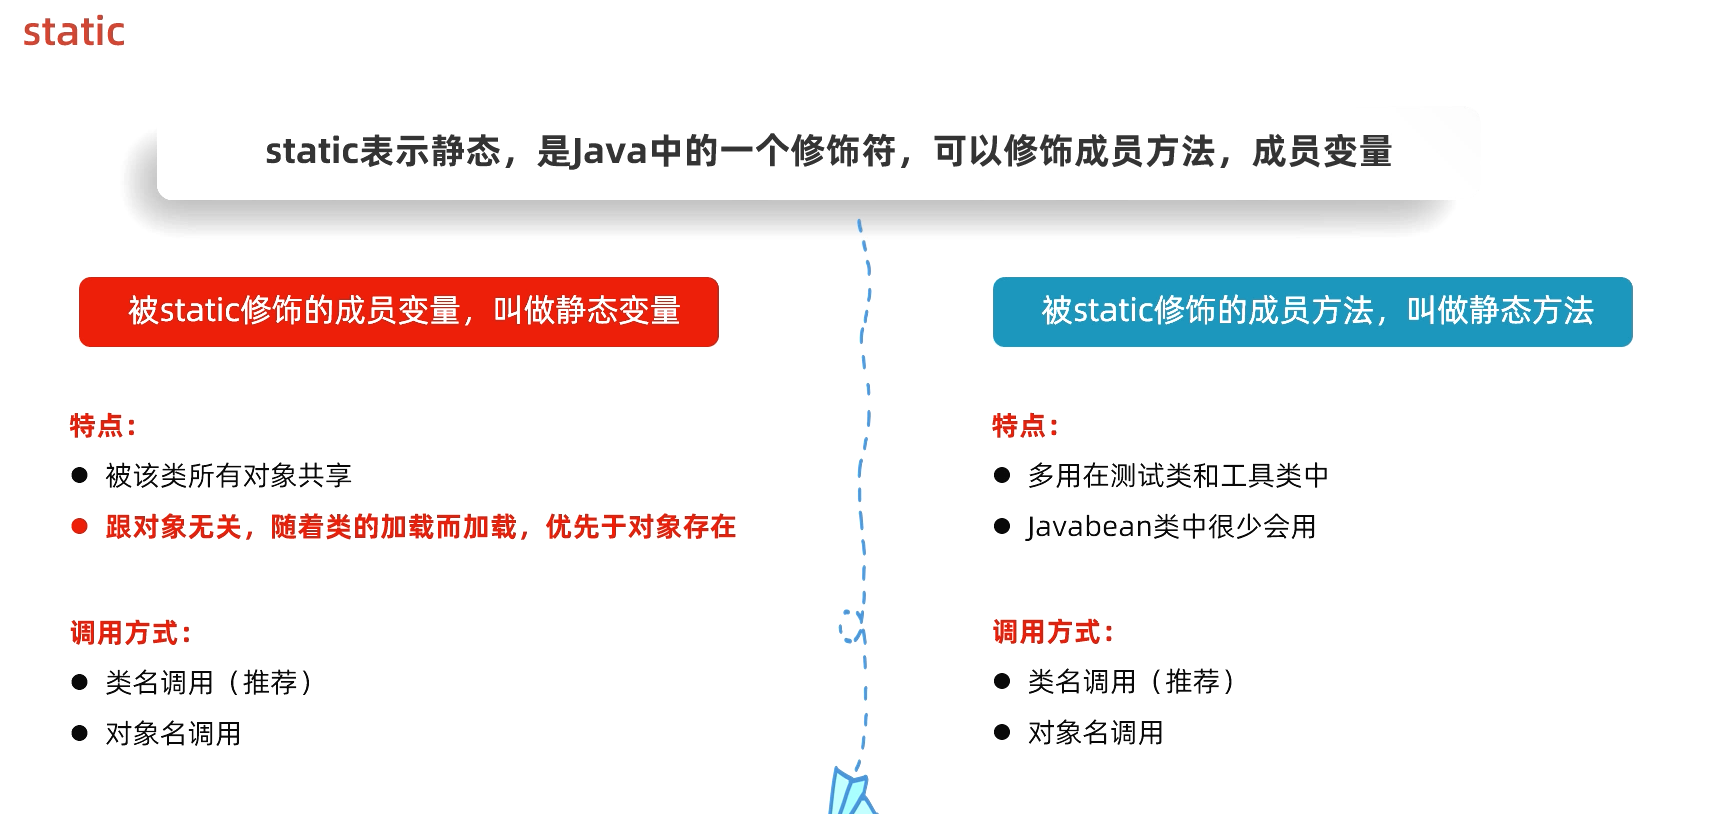 static
static表示静态，是Java中的一个修饰符，可以修饰成员方法，成员变量
被static修饰的成员变量，叫做静态变量
特点：
● 被该类所有对象共享
● 跟对象无关，随着类的加载而加载，优先于对象存在
调用方式：
● 类名调用（推荐）
● 对象名调用
被static修饰的成员方法，叫做静态方法
特点：
● 多用在测试类和工具类中
● Javabean类中很少会用
调用方式：
● 类名调用（推荐）
● 对象名调用